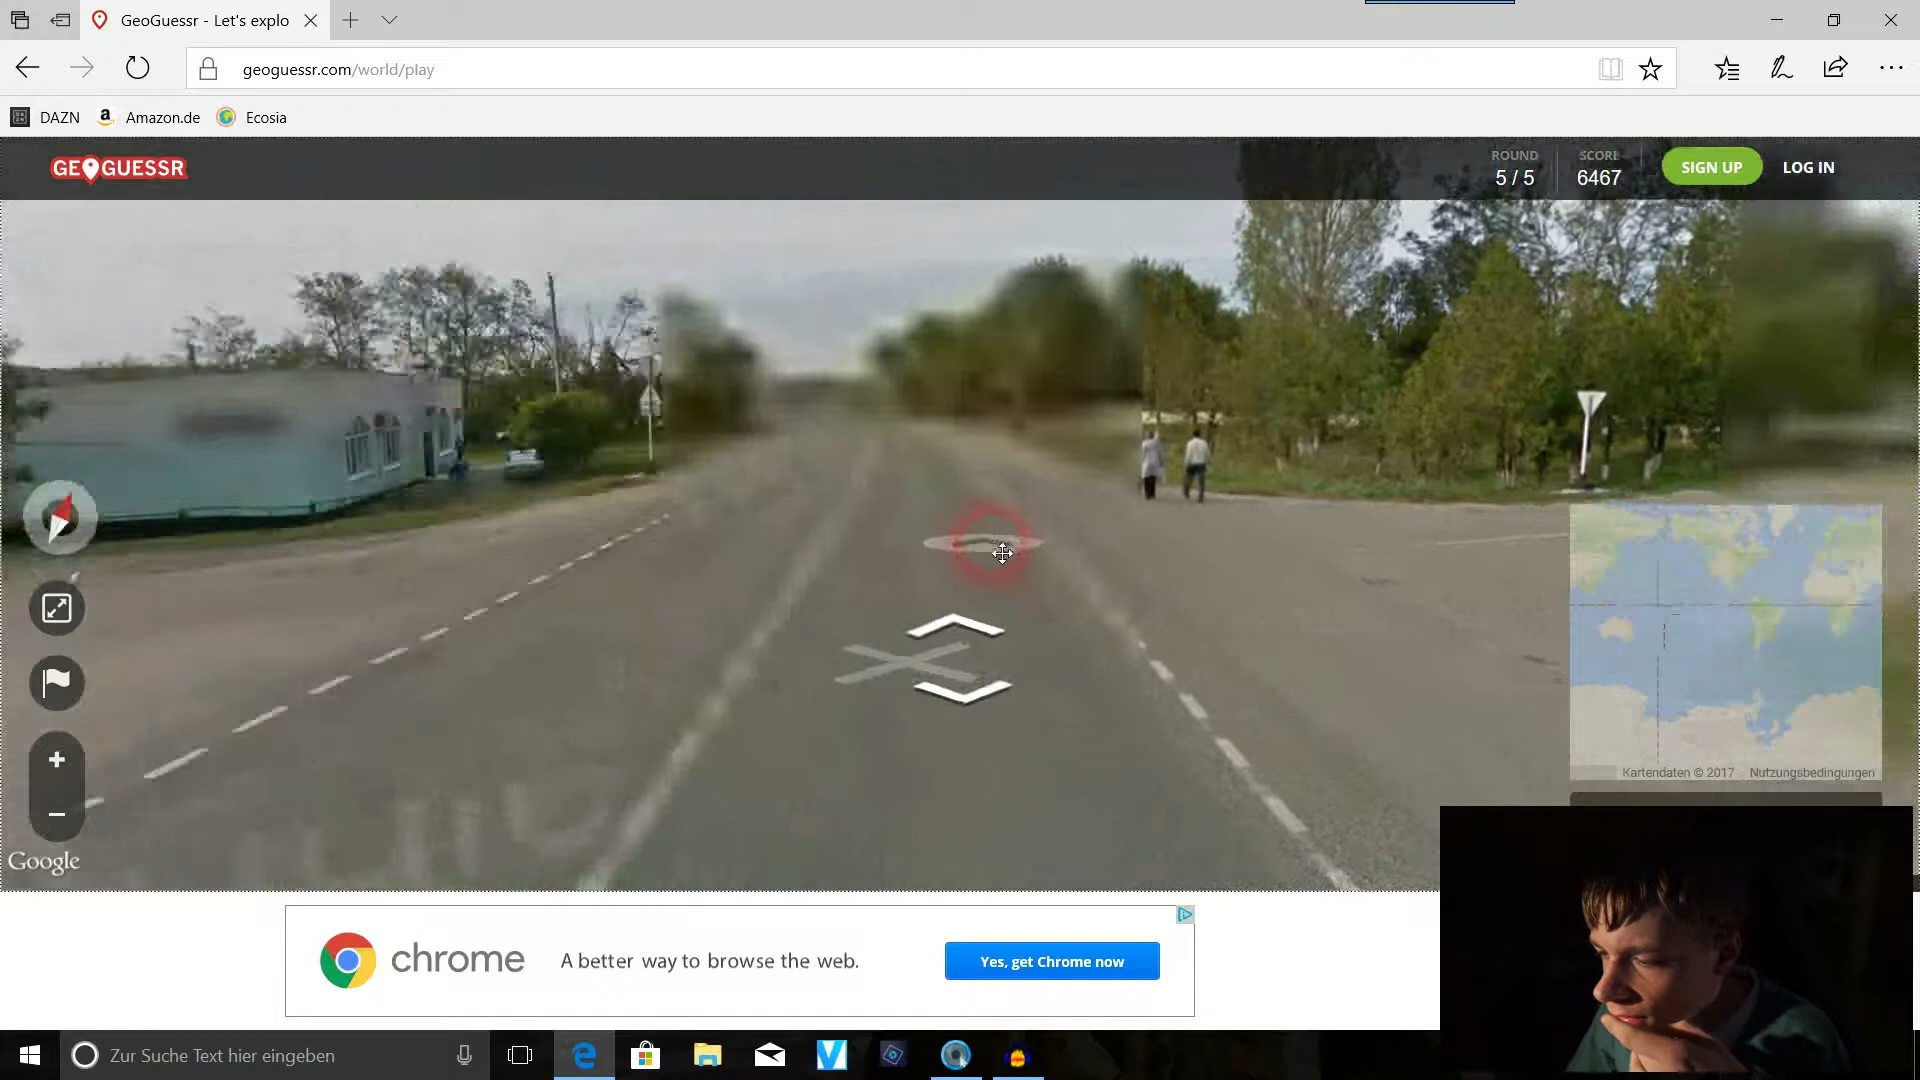 GeoGuessr - Let's explo
geoguessr.com/world/play
DAZN
Amazon.de
Ecosia
GEOGUESSR
ROUND
5 / 5
SCORE
6467
SIGN UP
LOG IN
Kartendaten © 2017
Nutzungsbedingungen
Google
chrome
A better way to browse the web.
Yes, get Chrome now
Zur Suche Text hier eingeben